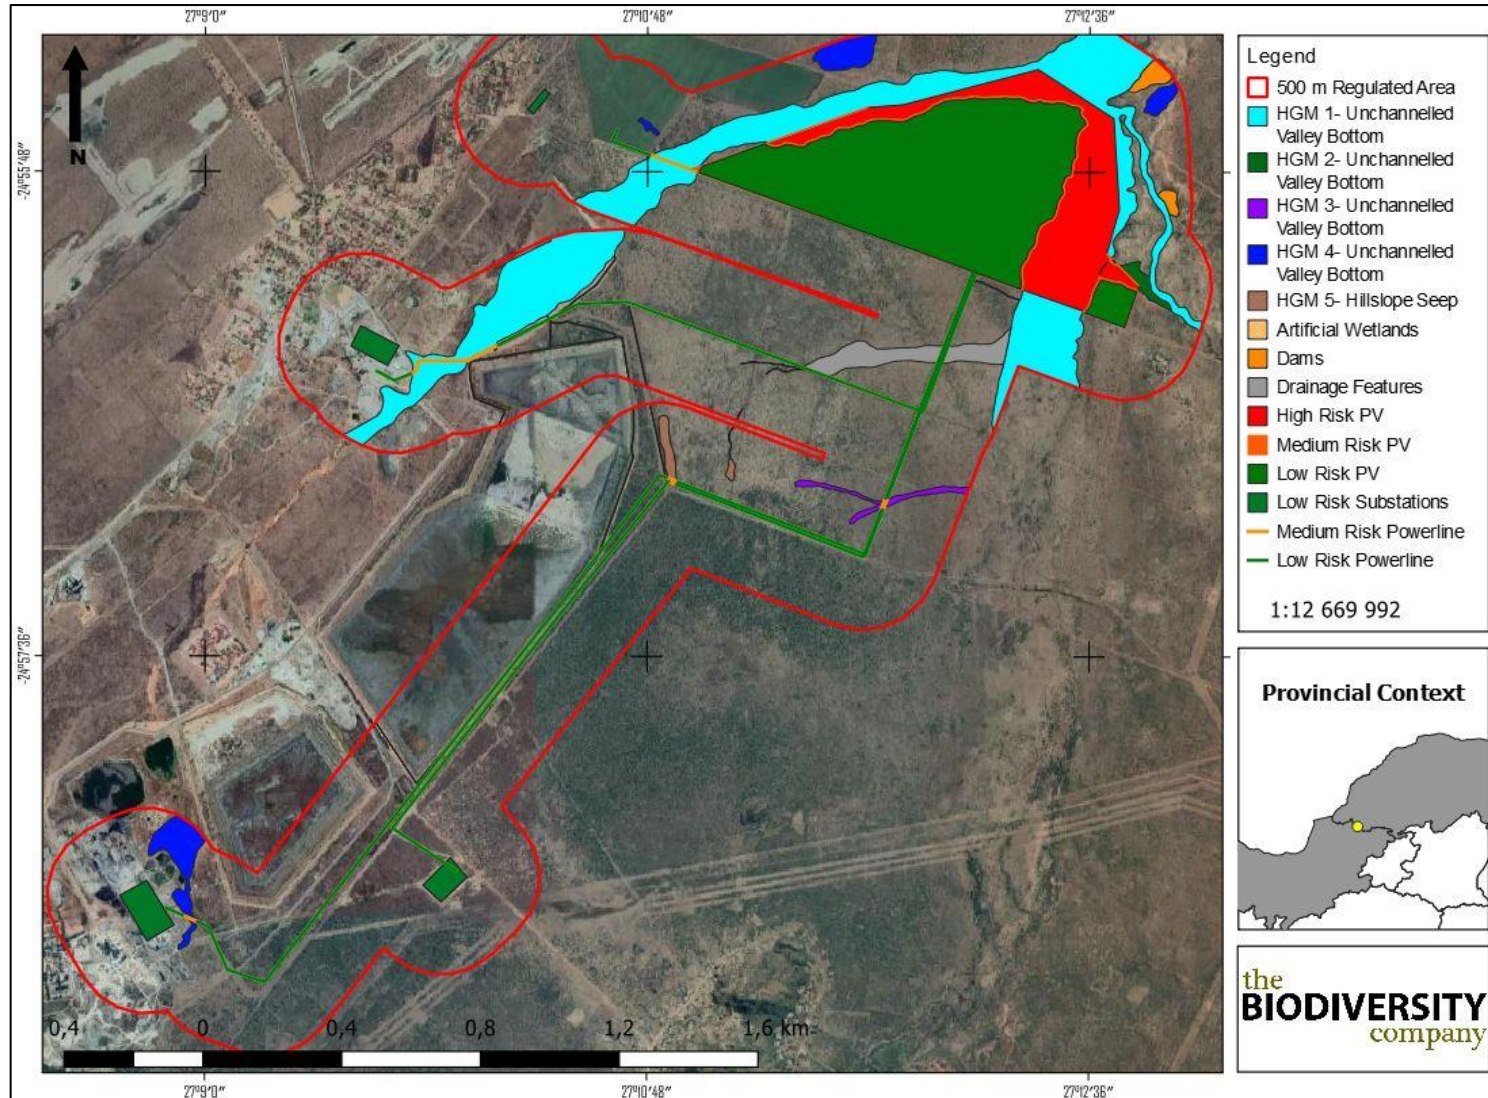 27°9′0″
27°10′48″
27°12′36″
-24°55′48″
-24°57′36″
N
0,4
0
0,4
0,8
1,2
1,6 km
27°9′0″
27°10′48″
27°12′36″
Legend
500 m Regulated Area
HGM 1- Unchannelled
Valley Bottom
HGM 2- Unchannelled
Valley Bottom
HGM 3- Unchannelled
Valley Bottom
HGM 4- Unchannelled
Valley Bottom
HGM 5- Hillslope Seep
Artificial Wetlands
Dams
Drainage Features
High Risk PV
Medium Risk PV
Low Risk PV
Low Risk Substations
Medium Risk Powerline
Low Risk Powerline
1:12 669 992
Provincial Context
the
BIODIVERSITY
company